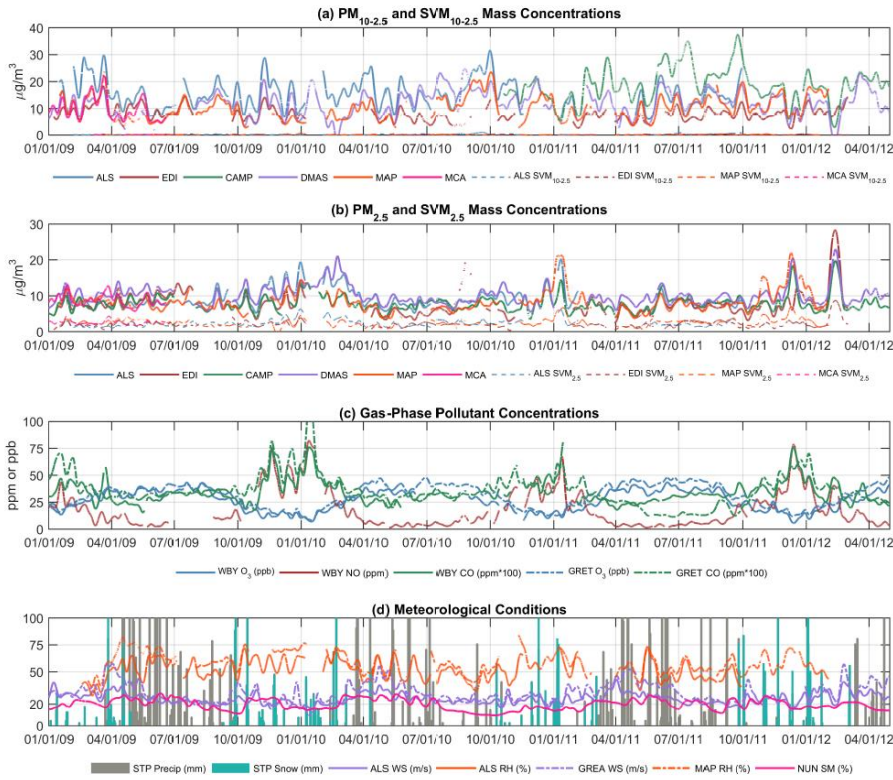 (a) PM10-2.5 and SVM10-2.5 Mass Concentrations
μg/m3
40
30
20
10
0
01/01/09 04/01/09 07/01/09 10/01/09 01/01/10 04/01/10 07/01/10 10/01/10 01/01/11 04/01/11 07/01/11 10/01/11 01/01/12 04/01/12
ALS EDI CAMP DMAS MAP MCA ALS SVM10-2.5 EDI SVM10-2.5 MAP SVM10-2.5 MCA SVM10-2.5
(b) PM2.5 and SVM2.5 Mass Concentrations
μg/m3
30
20
10
0
01/01/09 04/01/09 07/01/09 10/01/09 01/01/10 04/01/10 07/01/10 10/01/10 01/01/11 04/01/11 07/01/11 10/01/11 01/01/12 04/01/12
ALS EDI CAMP DMAS MAP MCA ALS SVM2.5 EDI SVM2.5 MAP SVM2.5 MCA SVM2.5
(c) Gas-Phase Pollutant Concentrations
ppm or ppb
100
75
50
25
0
01/01/09 04/01/09 07/01/09 10/01/09 01/01/10 04/01/10 07/01/10 10/01/10 01/01/11 04/01/11 07/01/11 10/01/11 01/01/12 04/01/12
WBY O3 (ppb) WBY NO (ppm) WBY CO (ppm*100) GRET O3 (ppb) GRET CO (ppm*100)
(d) Meteorological Conditions
100
75
50
20
0
01/01/09 04/01/09 07/01/09 10/01/09 01/01/10 04/01/10 07/01/10 10/01/10 01/01/11 04/01/11 07/01/11 10/01/11 01/01/12 04/01/12
STP Precip (mm) STP Snow (mm) ALS WS (m/s) ALS RH (%) GREA WS (m/s) MAP RH (%) NUN SM (%)